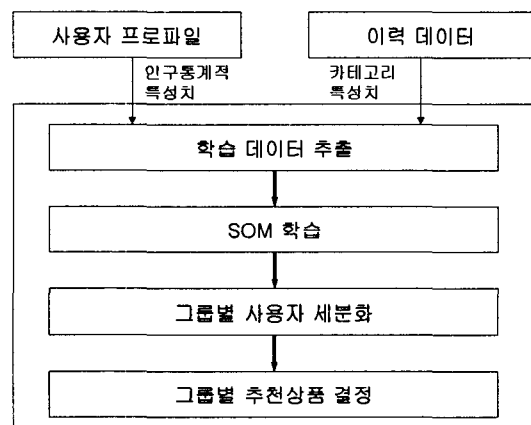 사용자 프로파일
이력 데이터
인구통계적
특성치
카테고리
특성치
학습 데이터 추출
SOM 학습
그룹별 사용자 세분화
그룹별 추천상품 결정